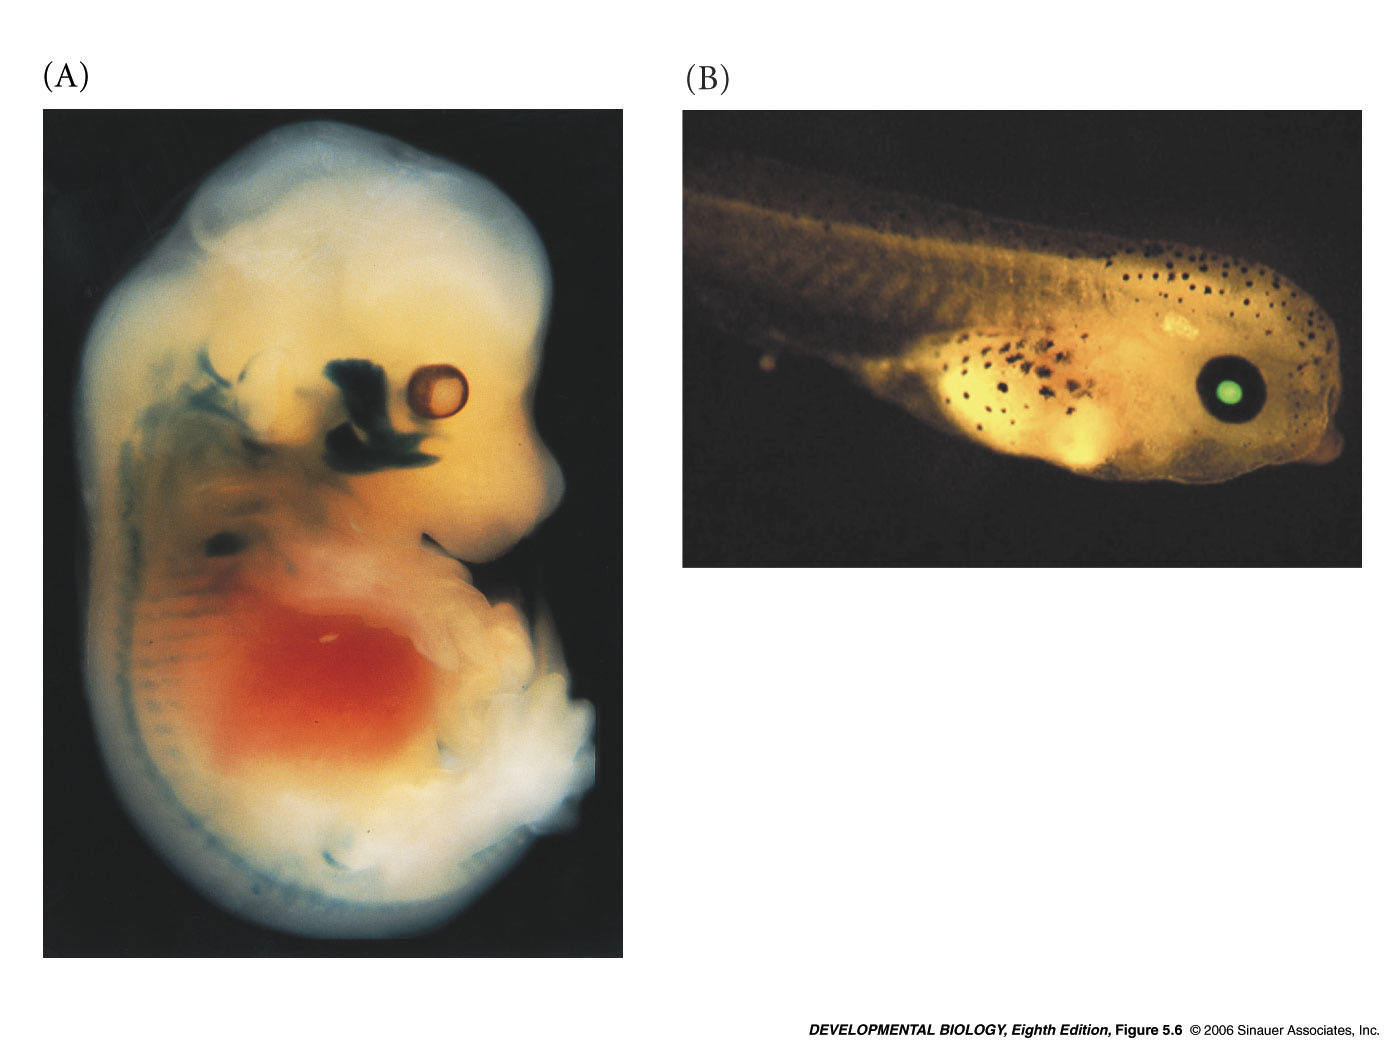 (A)
(B)
DEVELOPMENTAL BIOLOGY, Eighth Edition, Figure 5.6 © 2006 Sinauer Associates, Inc.